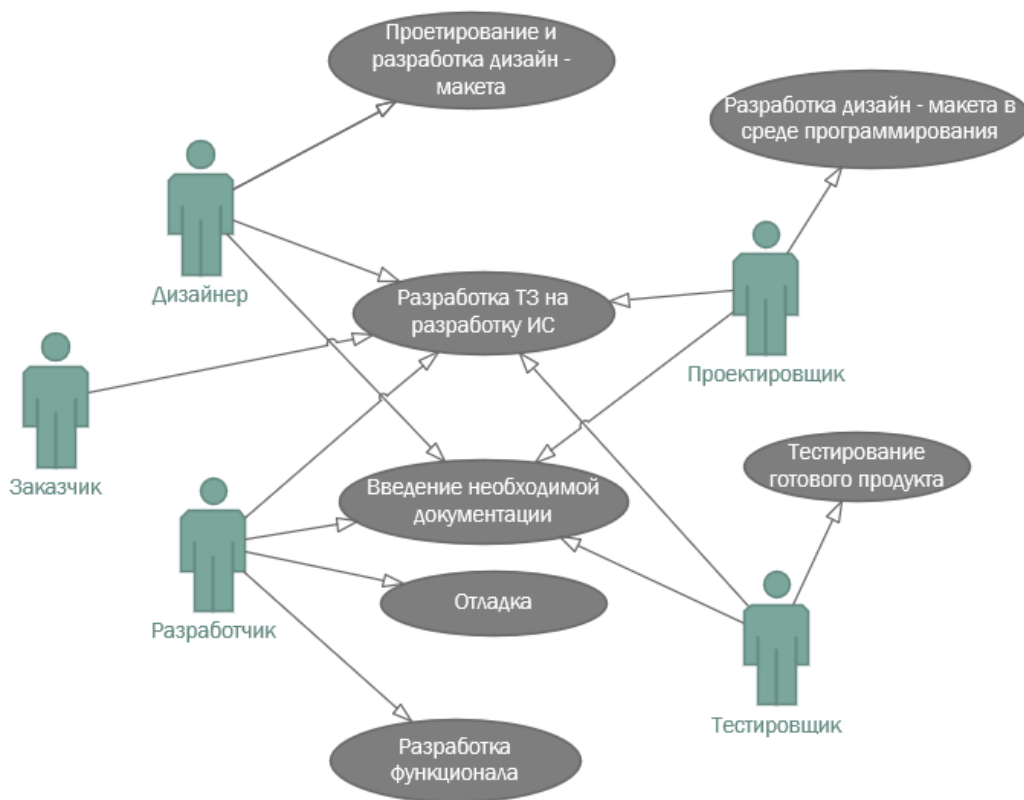 Проетирование и
разработка дизайн -
макета
Разработка дизайн - макета в
среде программирования
Дизайнер
Разработка ТЗ на
разработку ИС
Проектировщик
Заказчик
Тестирование
готового продукта
Введение необходимой
документации
Отладка
Разработчик
Тестировщик
Разработка
функционала